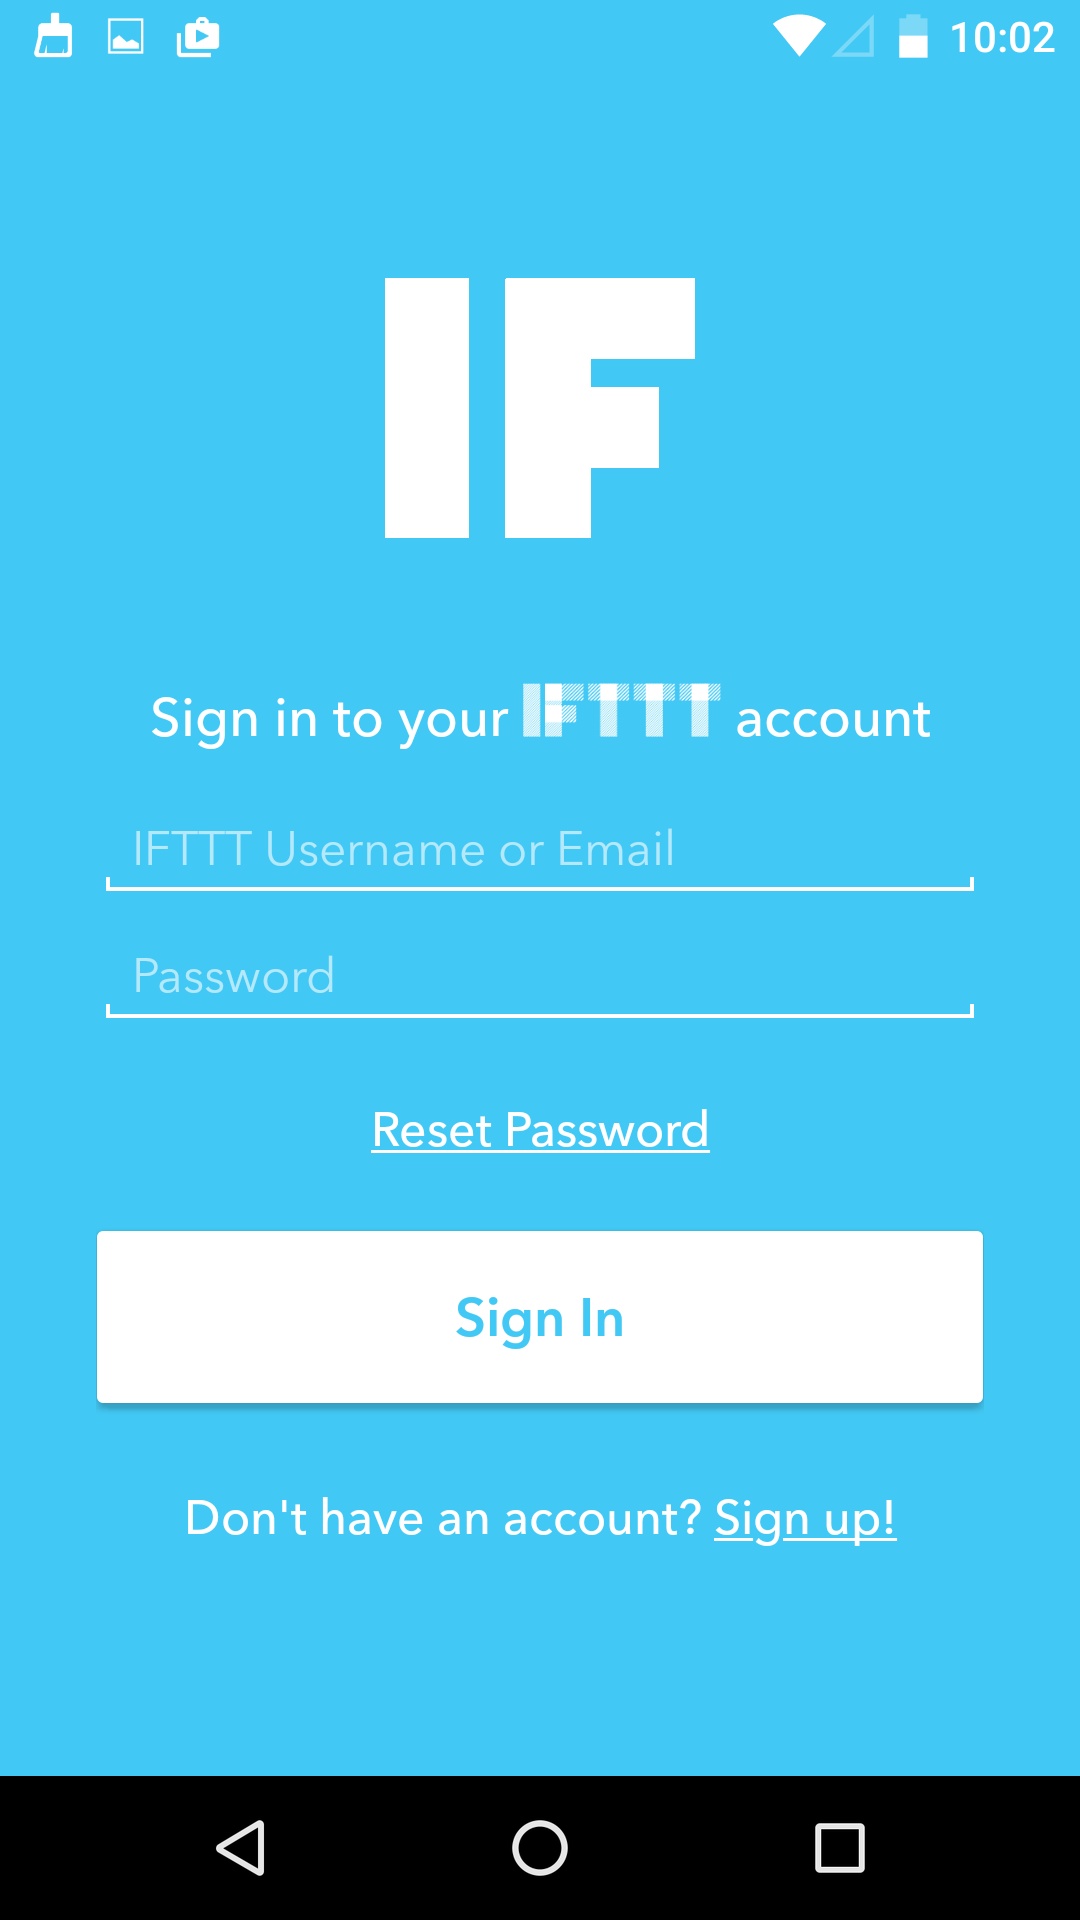 10:02
IF
Sign in to your IFTTT account
IFTTT Username or Email
Password
Reset Password
Sign In
Don't have an account? Sign up!